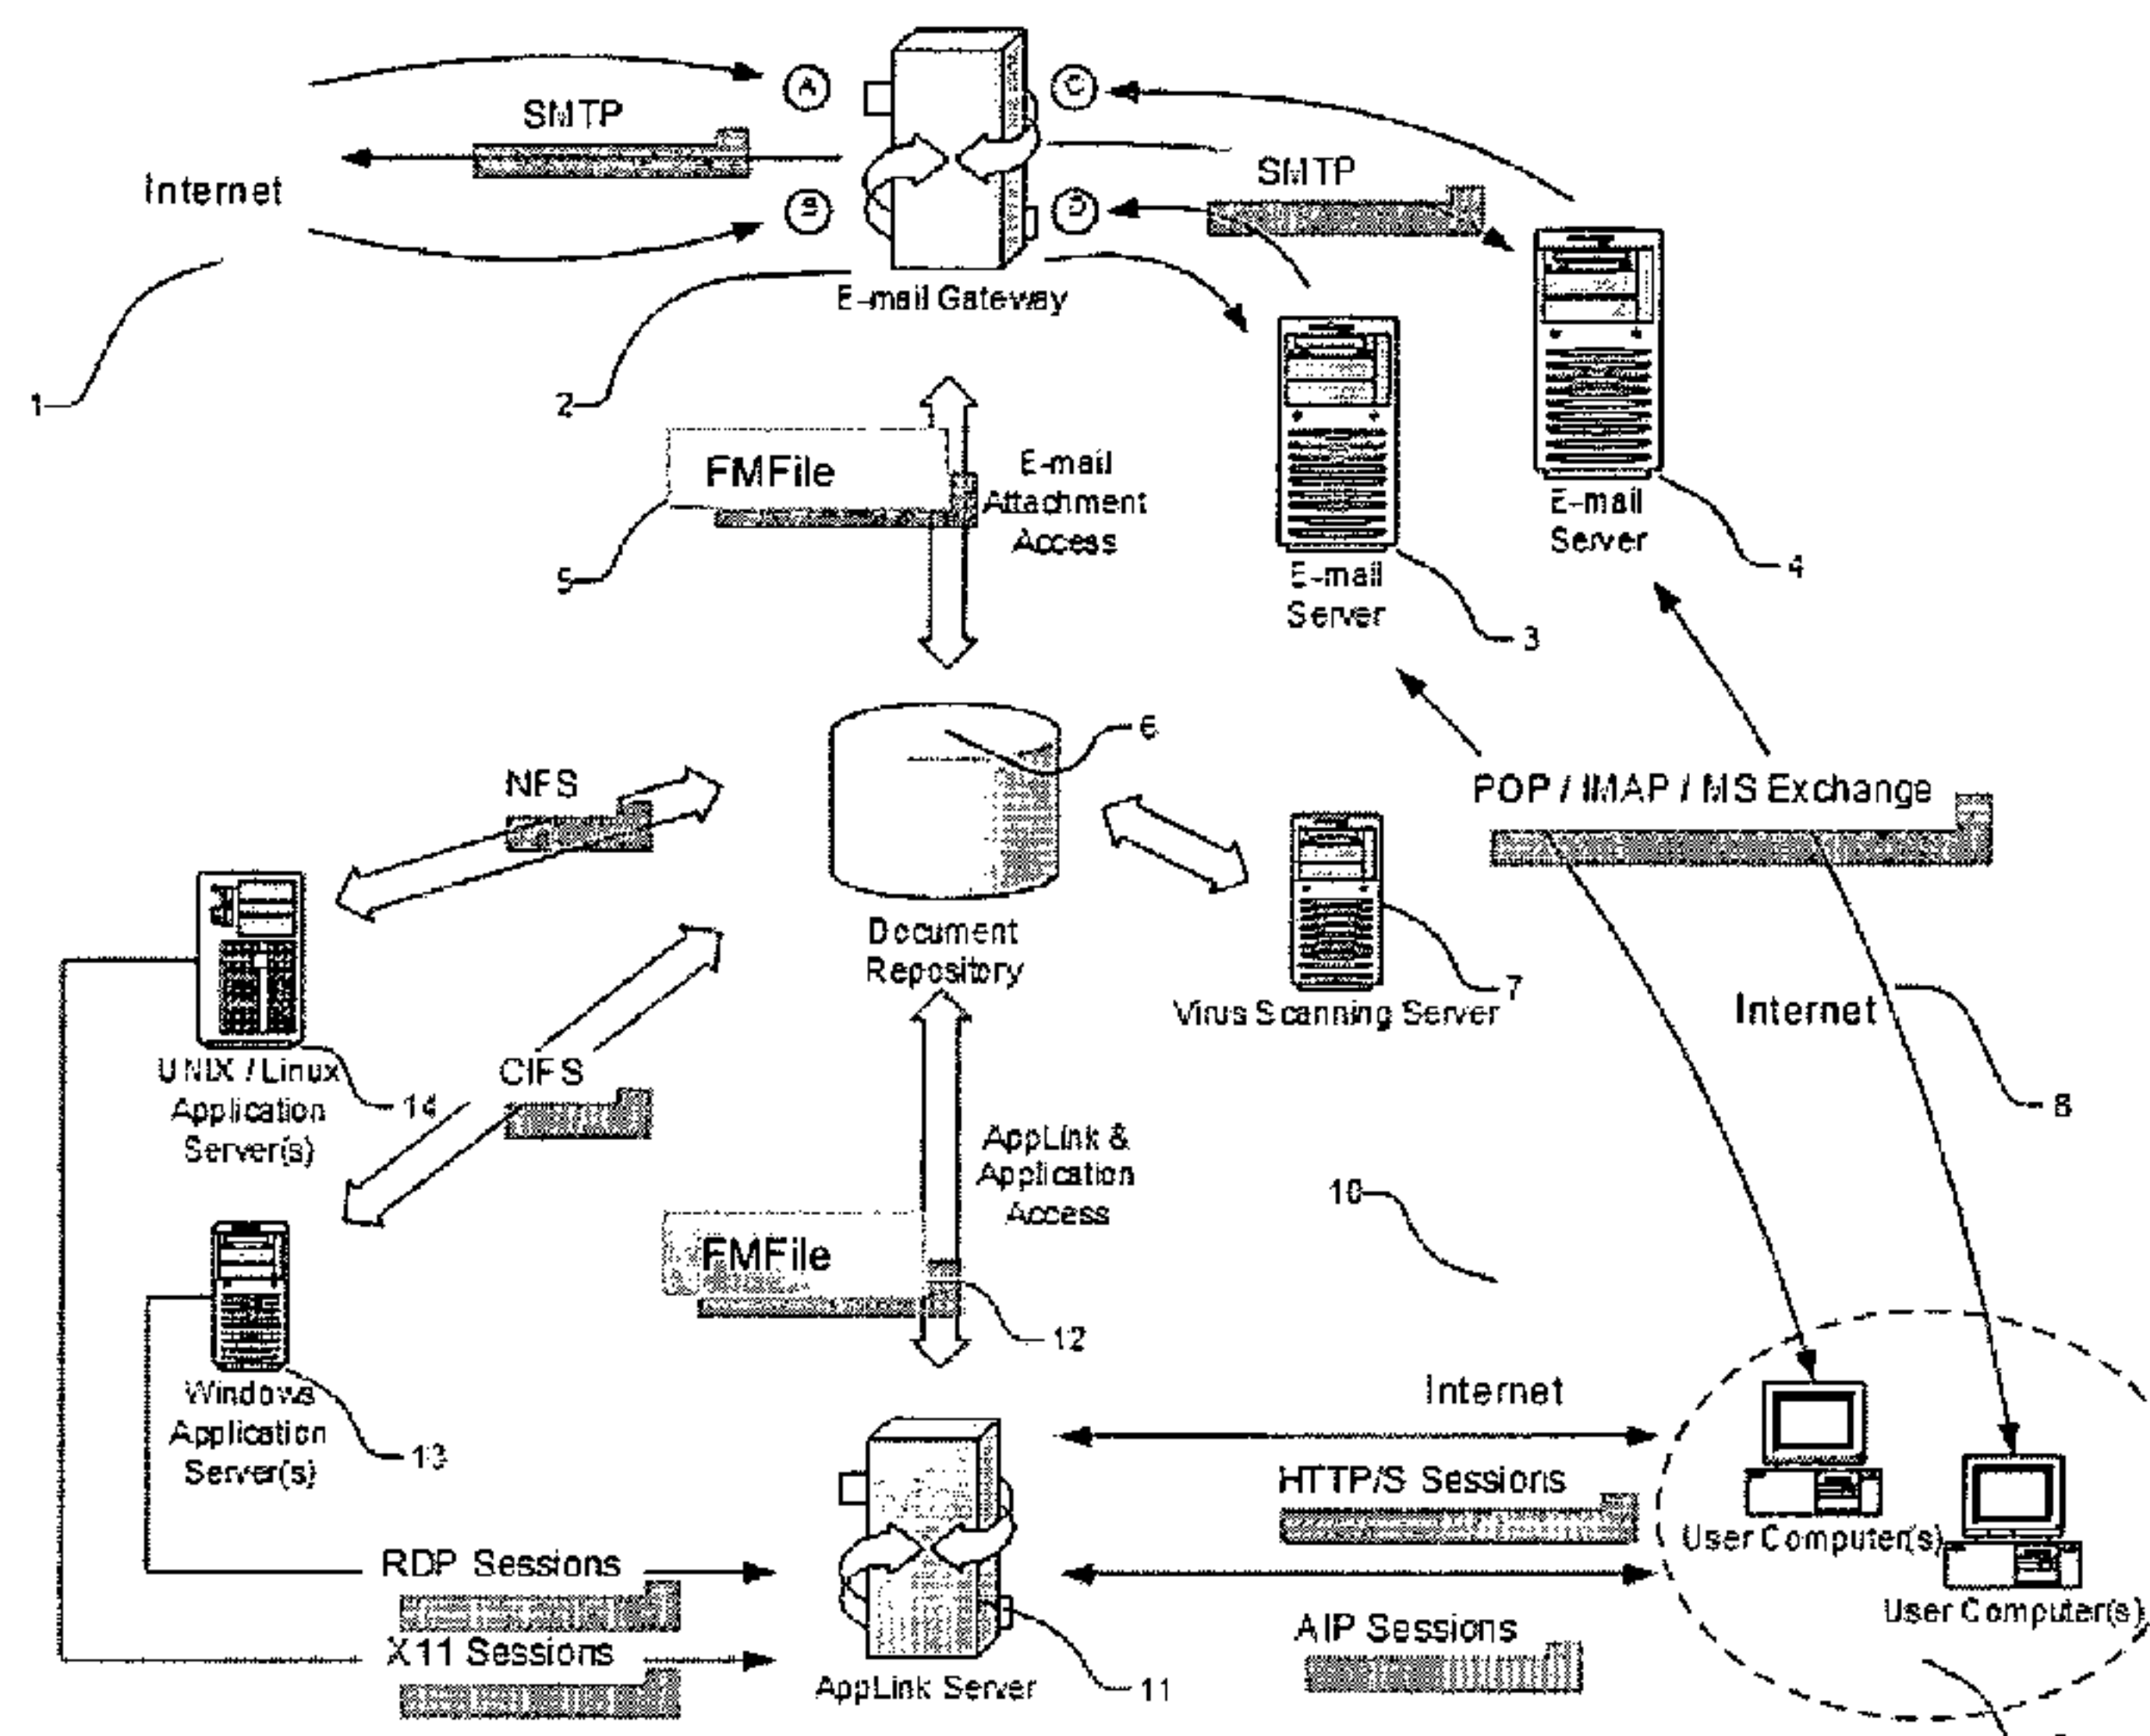 A
C
SMTP
Internet
SMTP
B
D
E-mail Gateway
1
2
FMFile
E-mail
Attachment
Access
E-mail
Server
5
4
E-mail
Server
3
6
NFS
POP / IMAP / MS Exchange
Document
Repository
7
Virus Scanning Server
Internet
UNIX / Linux
Application
Server(s)
14
CIFS
8
AppLink &
Application
Access
10
FMFile
12
Windows
Application
Server(s)
13
Internet
HTTP/S Sessions
User Computer(s)
RDP Sessions
User Computer(s)
AIP Sessions
X11 Sessions
AppLink Server
11